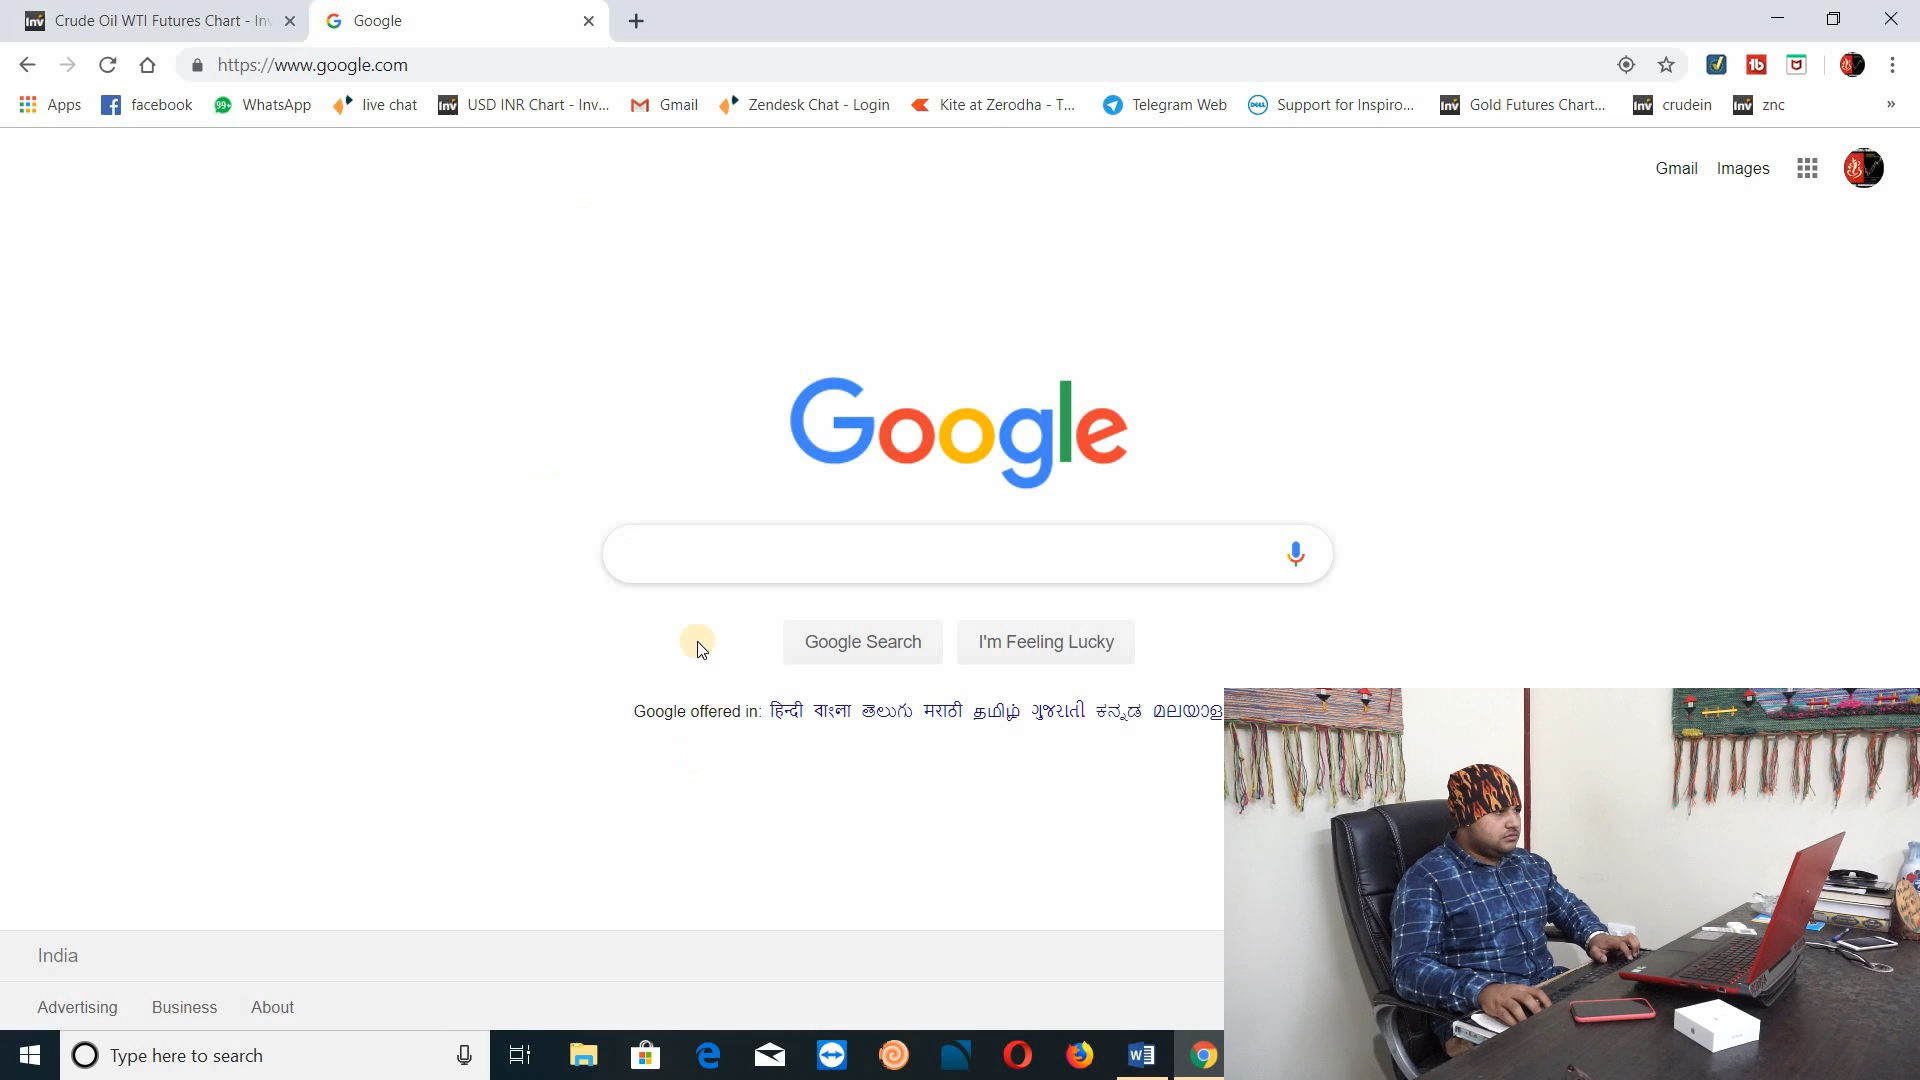 Crude Oil WTI Futures Chart - Inv
Google
https://www.google.com
Apps facebook WhatsApp live chat USD INR Chart - Inv... Gmail Zendesk Chat - Login Kite at Zerodha - T... Telegram Web Support for Inspiro... Gold Futures Chart... crudein znc »
Gmail Images
Google
Google Search I'm Feeling Lucky
Google offered in: हिन्दी বাংলা తెలుగు मराठी தமிழ் ગુજરાતી ಕನ್ನಡ
India
Advertising Business About
Type here to search